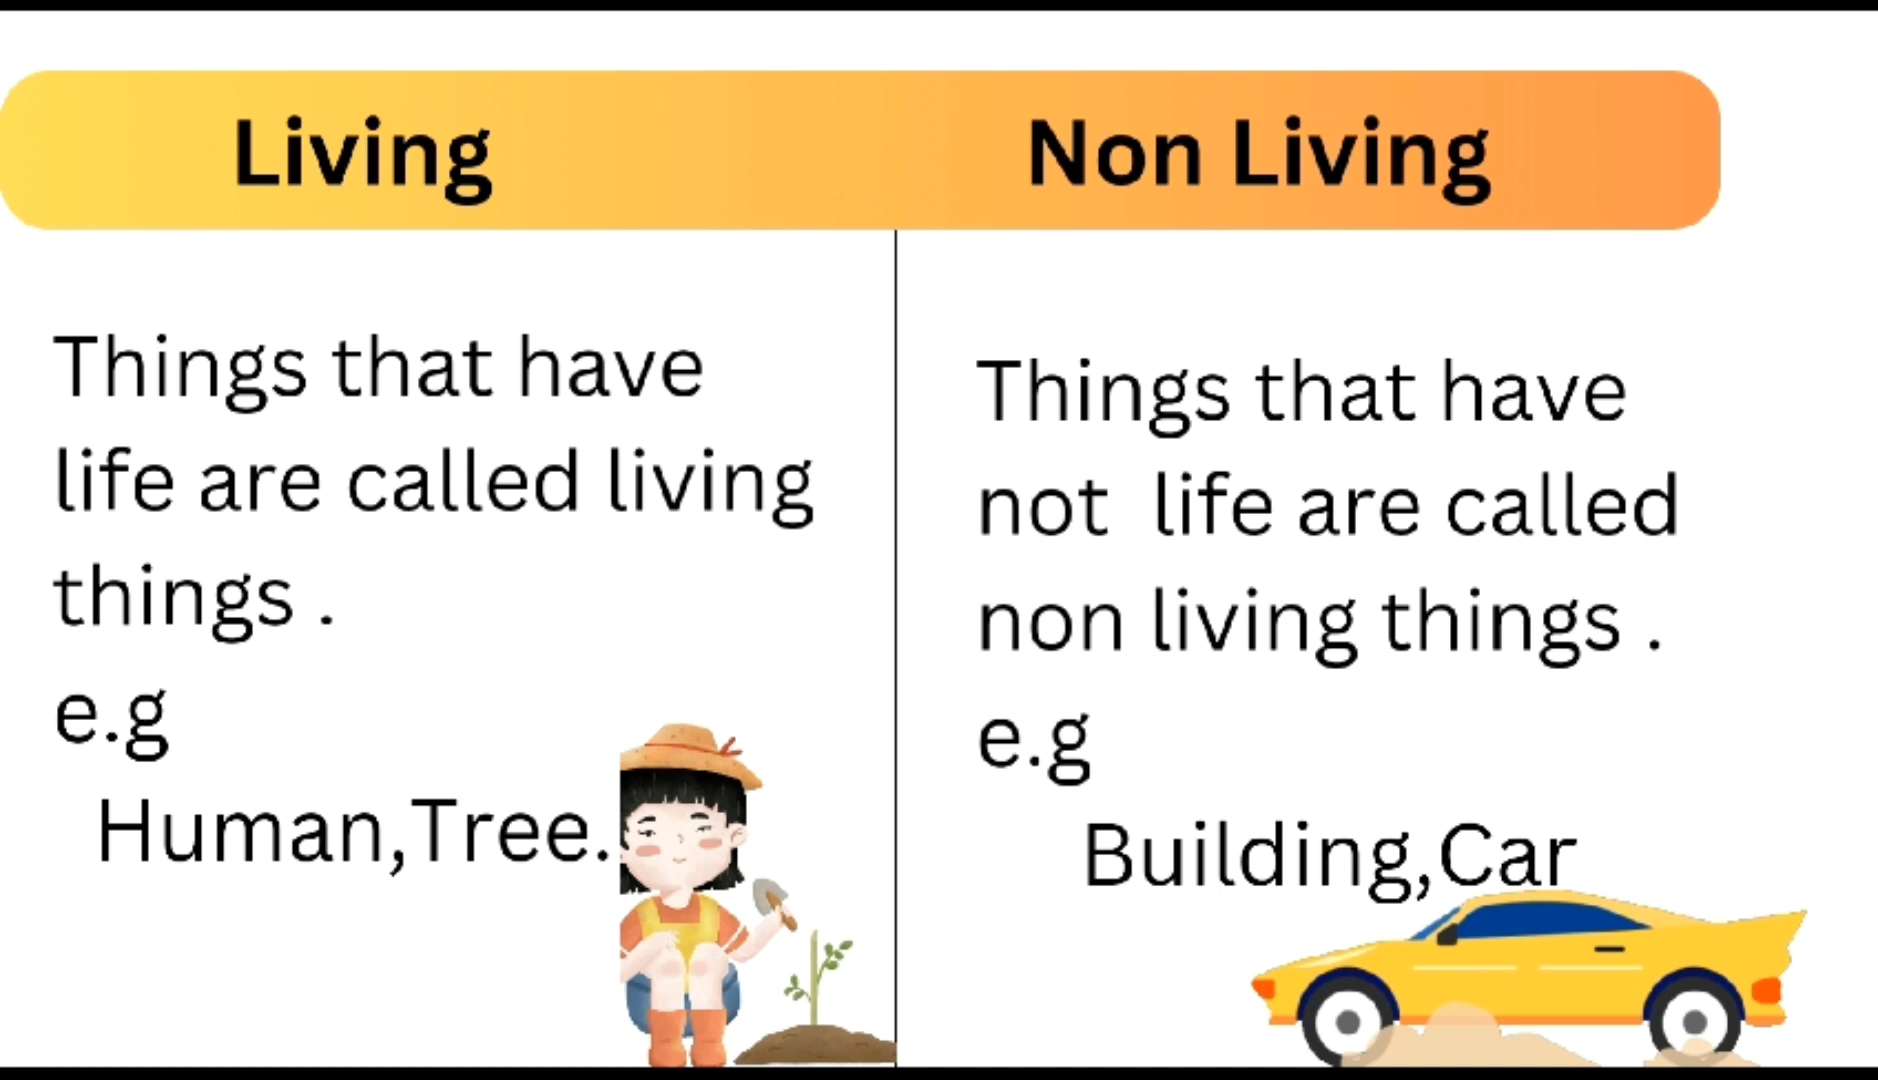 Living
Non Living
Things that have
life are called living
things .
e.g
Human,Tree.
Things that have
not life are called
non living things .
e.g
Building,Car